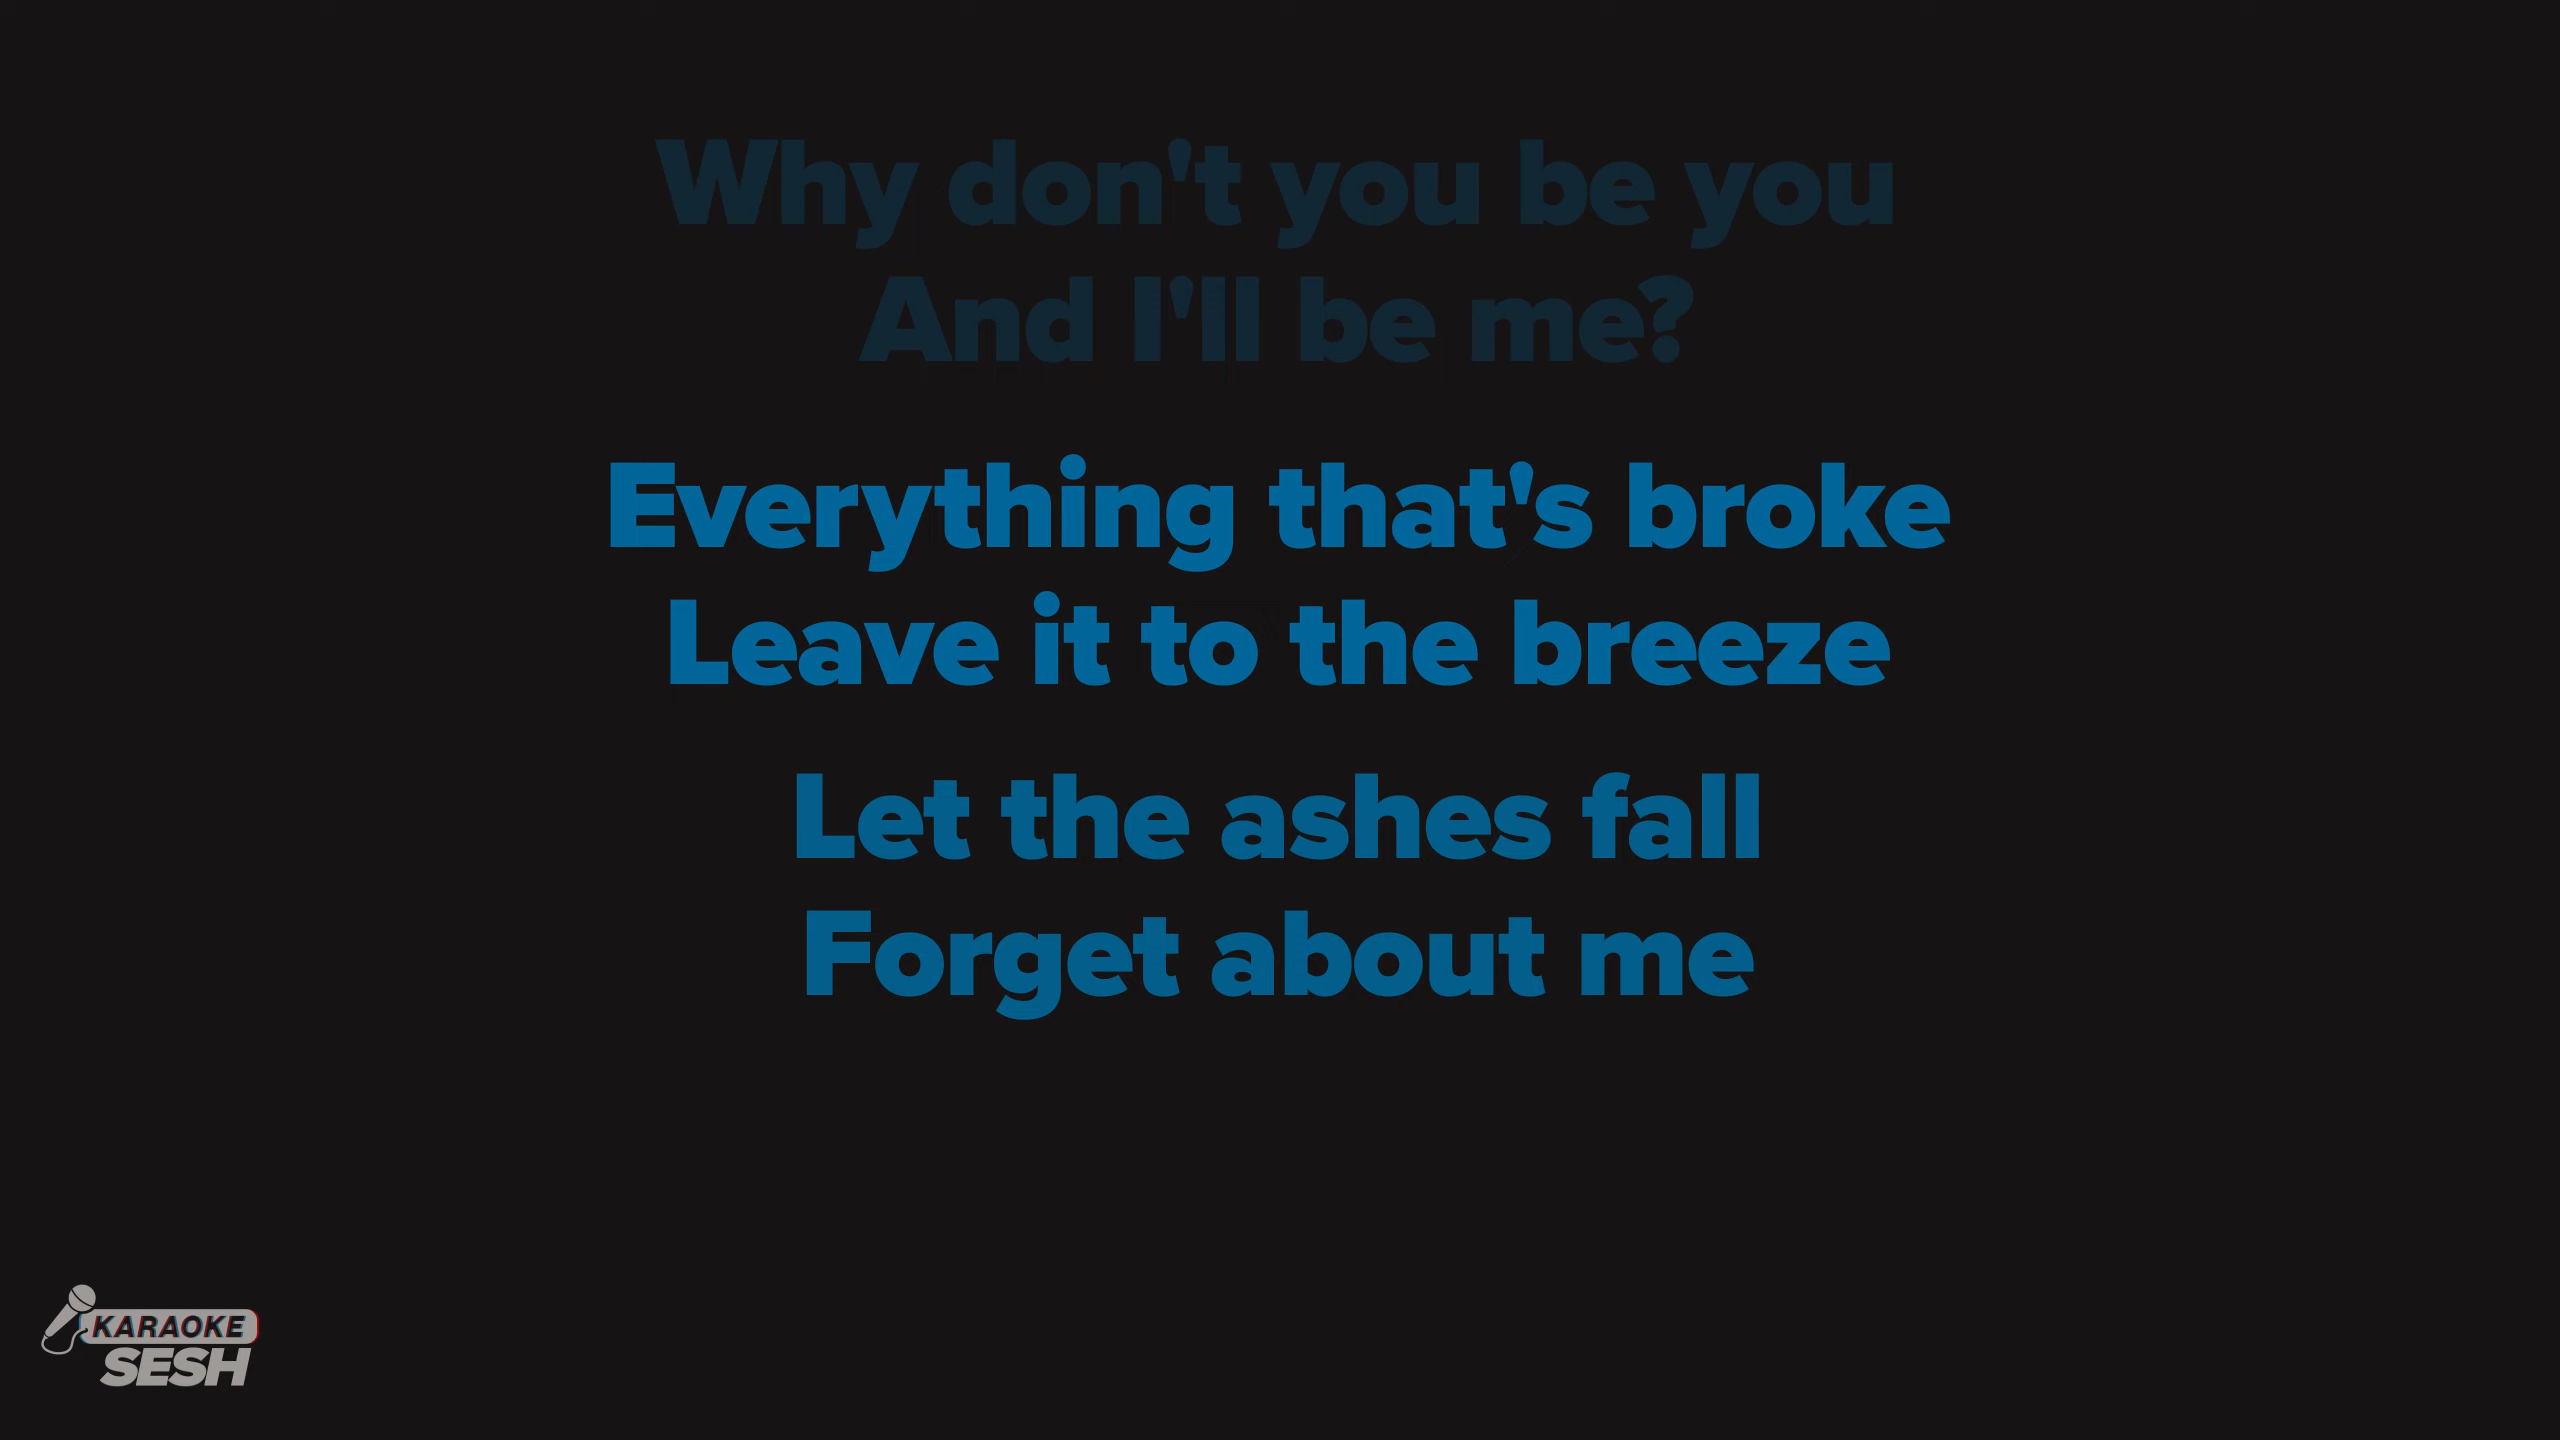 Why don't you be you
And I'll be me?
Everything that's broke
Leave it to the breeze
Let the ashes fall
Forget about me
KARAOKE
SESH